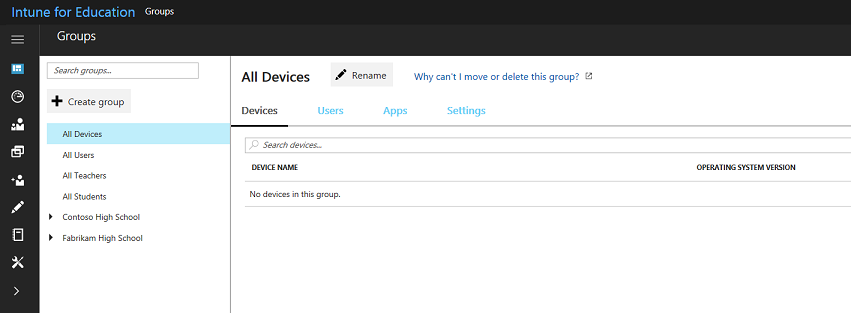 Intune for Education Groups
Groups
Search groups...
Create group
All Devices
All Users
All Teachers
All Students
Contoso High School
Fabrikam High School
All Devices Rename Why can't I move or delete this group?
Devices Users Apps Settings
Search devices...
DEVICE NAME OPERATING SYSTEM VERSION
No devices in this group.